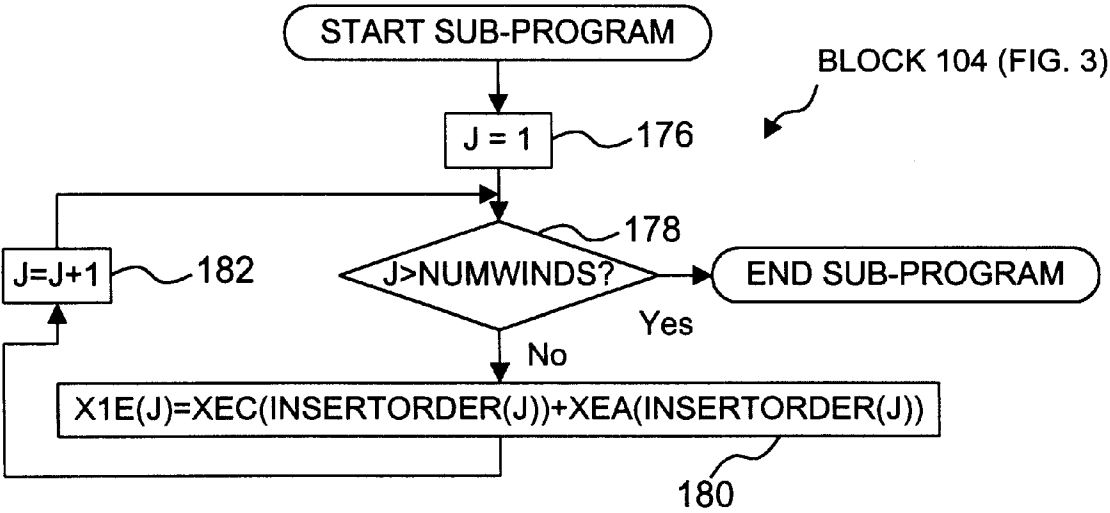 START SUB-PROGRAM
BLOCK 104 (FIG. 3)
J = 1
176
178
J=J+1
182
J>NUMWINDS?
END SUB-PROGRAM
Yes
No
X1E(J)=XEC(INSERTORDER(J))+XEA(INSERTORDER(J))
180